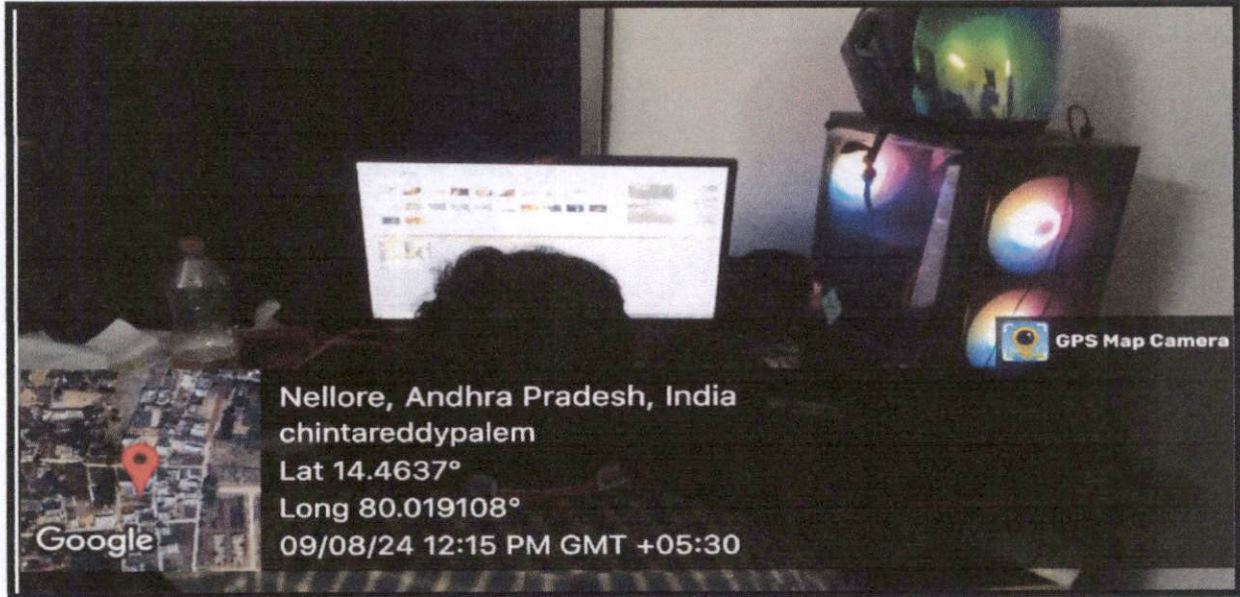 GPS Map Camera
Nellore, Andhra Pradesh, India
chintareddypalem
Lat 14.4637°
Long 80.019108°
09/08/24 12:15 PM GMT +05:30
Google